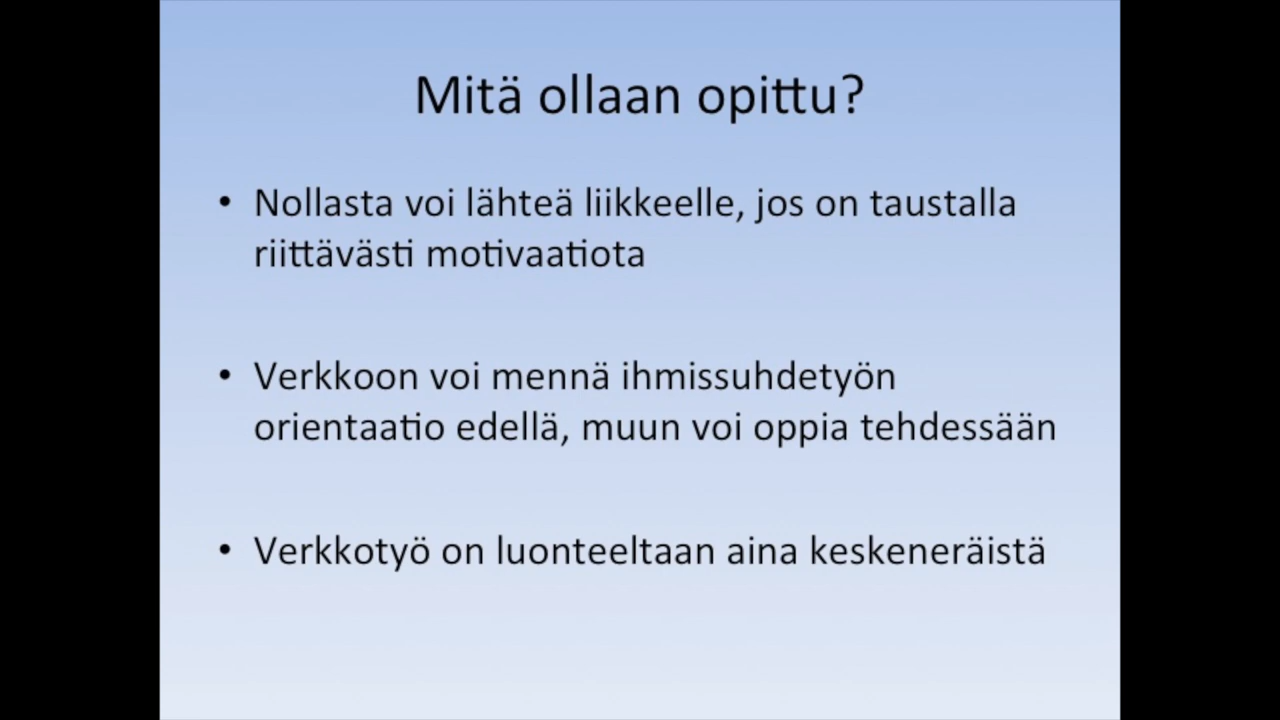 Mitä ollaan opittu?
• Nollasta voi lähteä liikkeelle, jos on taustalla
riittävästi motivaatiota
• Verkkoon voi mennä ihmissuhdetyön
orientaatio edellä, muun voi oppia tehdessään
• Verkkotyö on luonteeltaan aina keskeneräistä